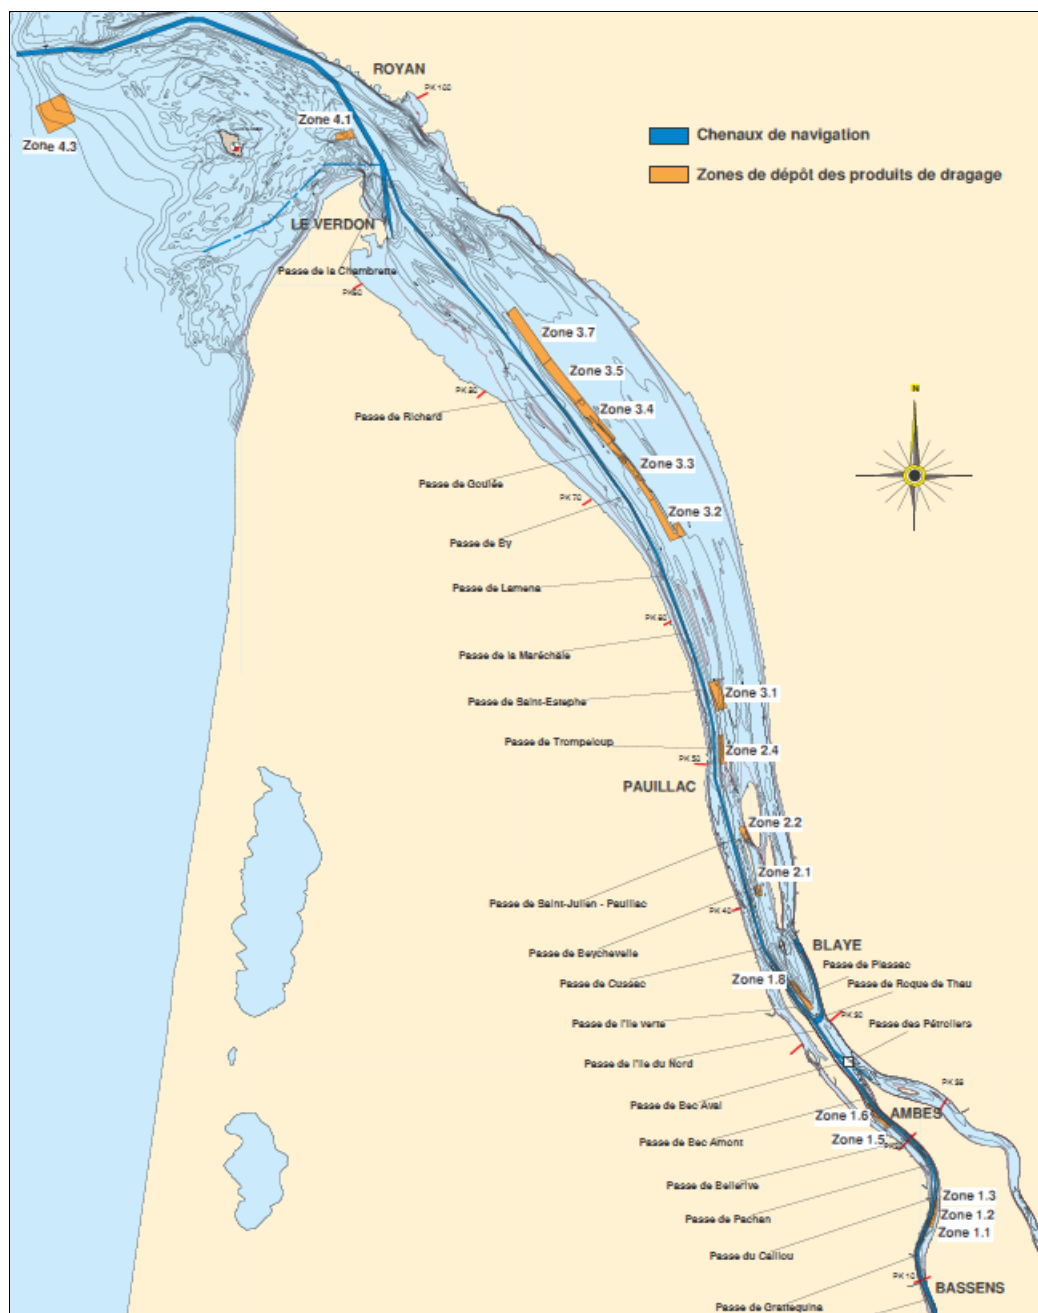 ROYAN
PK 100
Zone 4.1
Zone 4.3
Chenaux de navigation
Zones de dépôt des produits de dragage
LE VERDON
Passe de la Chambrette
Zone 3.7
Zone 3.5
N
Zone 3.4
Passe de Richard
Zone 3.3
Passe de Goulée
PK 70
Zone 3.2
Passe de By
Passe de Lamena
Passe de la Maréchale
Zone 3.1
Passe de Saint-Estephe
Passe de Trompeloup
Zone 2.4
PK 50
PAUILLAC
Zone 2.2
Zone 2.1
Passe de Saint-Julien - Pauillac
PK 40
BLAYE
Passe de Beychevelle
Passe de Plassac
Zone 1.8
Passe de Cussac
Passe de Roque de Thau
Passe de l'Ile verte
Passe des Pétroliers
Passe de l'Ile du Nord
Passe de Bec Aval
AMBES
Zone 1.6
Zone 1.5
Passe de Bec Amont
Passe de Bellerive
Zone 1.3
Zone 1.2
Passe de Pachan
Zone 1.1
Passe du Caillou
PK 10
BASSENS
Passe de Grattequina